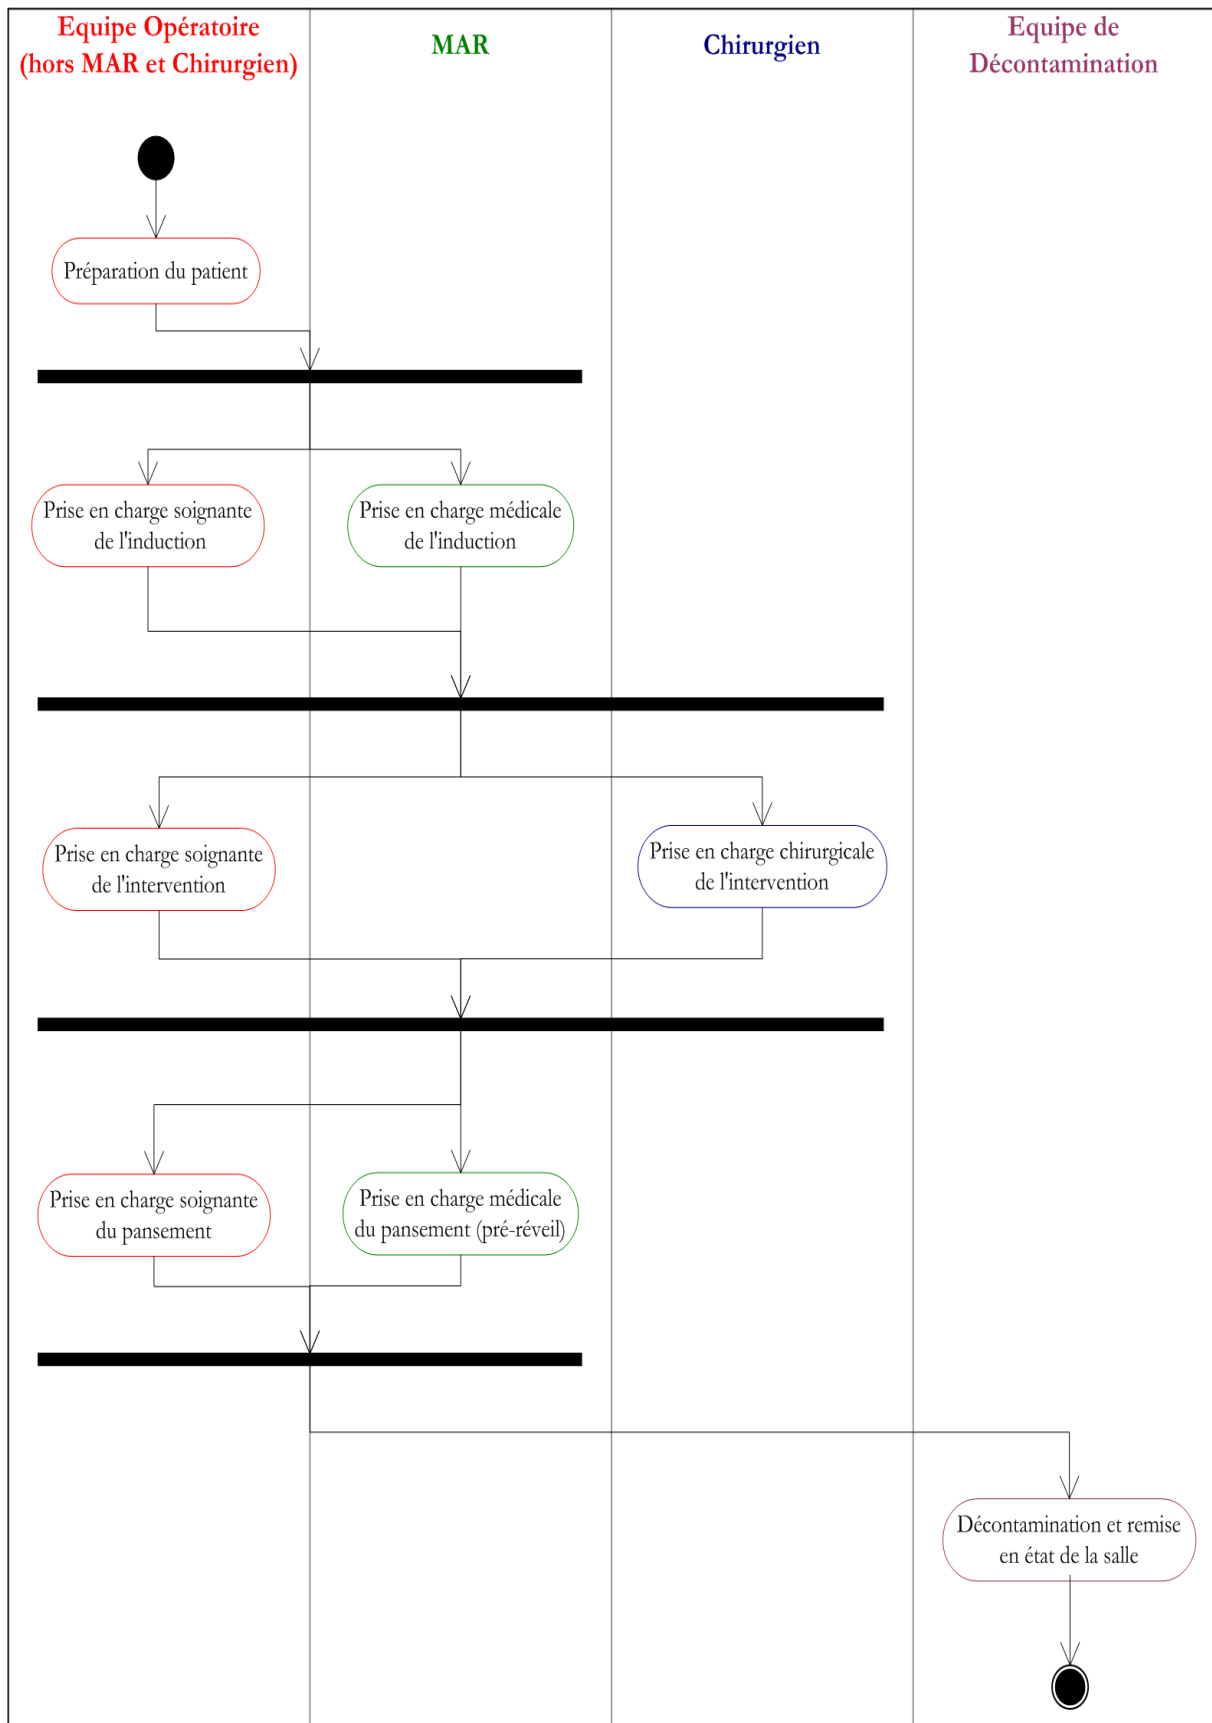 Equipe Opératoire
(hors MAR et Chirurgien)
MAR
Chirurgien
Equipe de
Décontamination
Préparation du patient
Prise en charge soignante
de l'induction
Prise en charge médicale
de l'induction
Prise en charge soignante
de l'intervention
Prise en charge chirurgicale
de l'intervention
Prise en charge soignante
du pansement
Prise en charge médicale
du pansement (pré-réveil)
Décontamination et remise
en état de la salle